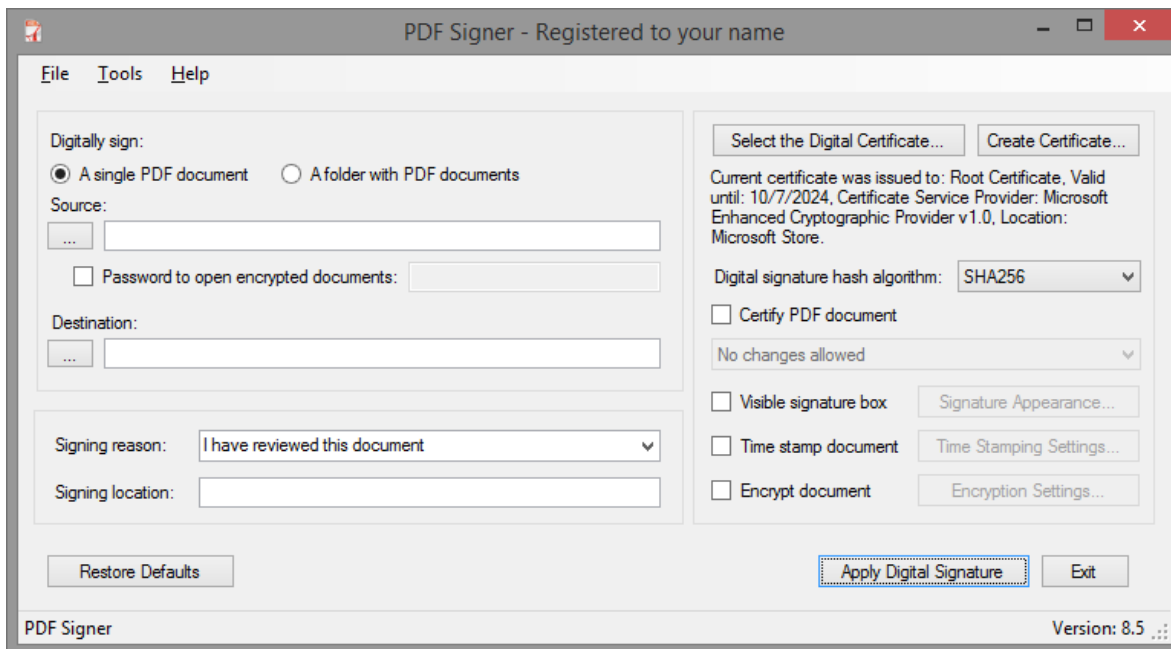 PDF Signer - Registered to your name
File Tools Help
Digitally sign:
A single PDF document A folder with PDF documents
Source:
...
Password to open encrypted documents:
Destination:
...
Signing reason: I have reviewed this document
Signing location:
Select the Digital Certificate... Create Certificate...
Current certificate was issued to: Root Certificate, Valid
until: 10/7/2024, Certificate Service Provider: Microsoft
Enhanced Cryptographic Provider v1.0, Location:
Microsoft Store.
Digital signature hash algorithm: SHA256
Certify PDF document
No changes allowed
Visible signature box Signature Appearance...
Time stamp document Time Stamping Settings...
Encrypt document Encryption Settings...
Restore Defaults Apply Digital Signature Exit
PDF Signer Version: 8.5